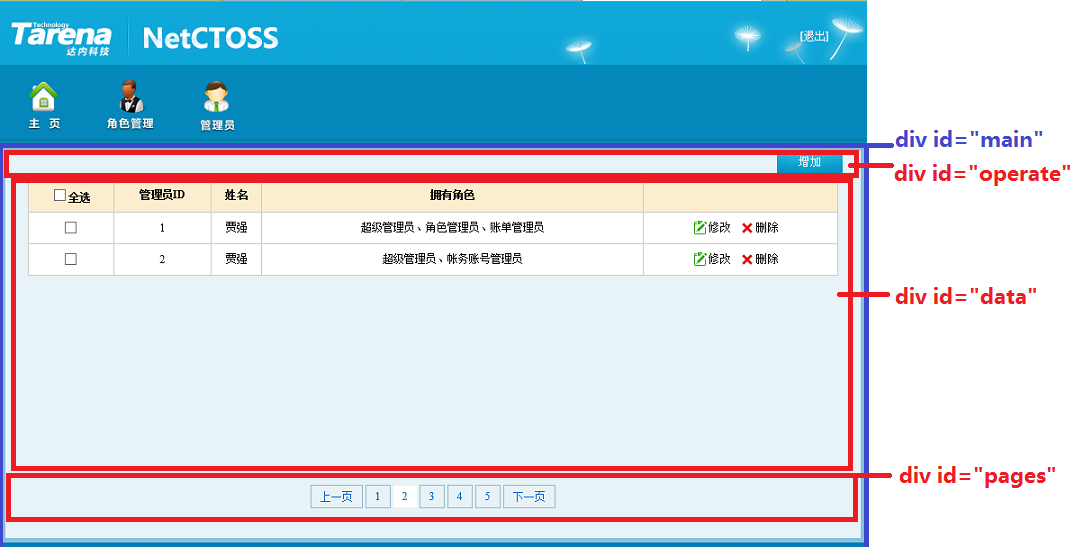 Technology
Tarena
达内科技
NetCTOSS
[退出]
主 页
角色管理
管理员
div id="main"
增加
div id="operate"
全选 管理员ID 姓名 拥有角色
1 贾强 超级管理员、角色管理员、账单管理员 修改 删除
2 贾强 超级管理员、帐务账号管理员 修改 删除
div id="data"
div id="pages"
上一页 1 2 3 4 5 下一页